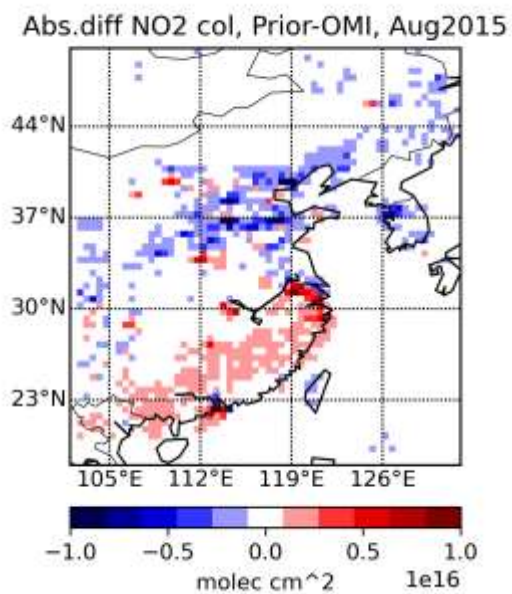 Abs.diff NO2 col, Prior-OMI, Aug2015
44°N
37°N
30°N
23°N
105°E 112°E 119°E 126°E
−1.0 −0.5 0.0 0.5 1.0
molec cm^2 1e16